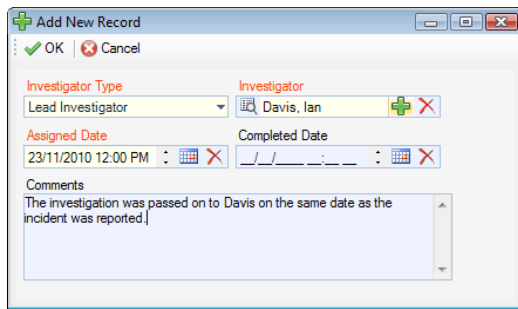 Add New Record
OK Cancel
Investigator Type Investigator
Lead Investigator Davis, Ian
Assigned Date Completed Date
23/11/2010 12:00 PM __/__/____ __:__ __
Comments
The investigation was passed on to Davis on the same date as the
incident was reported.